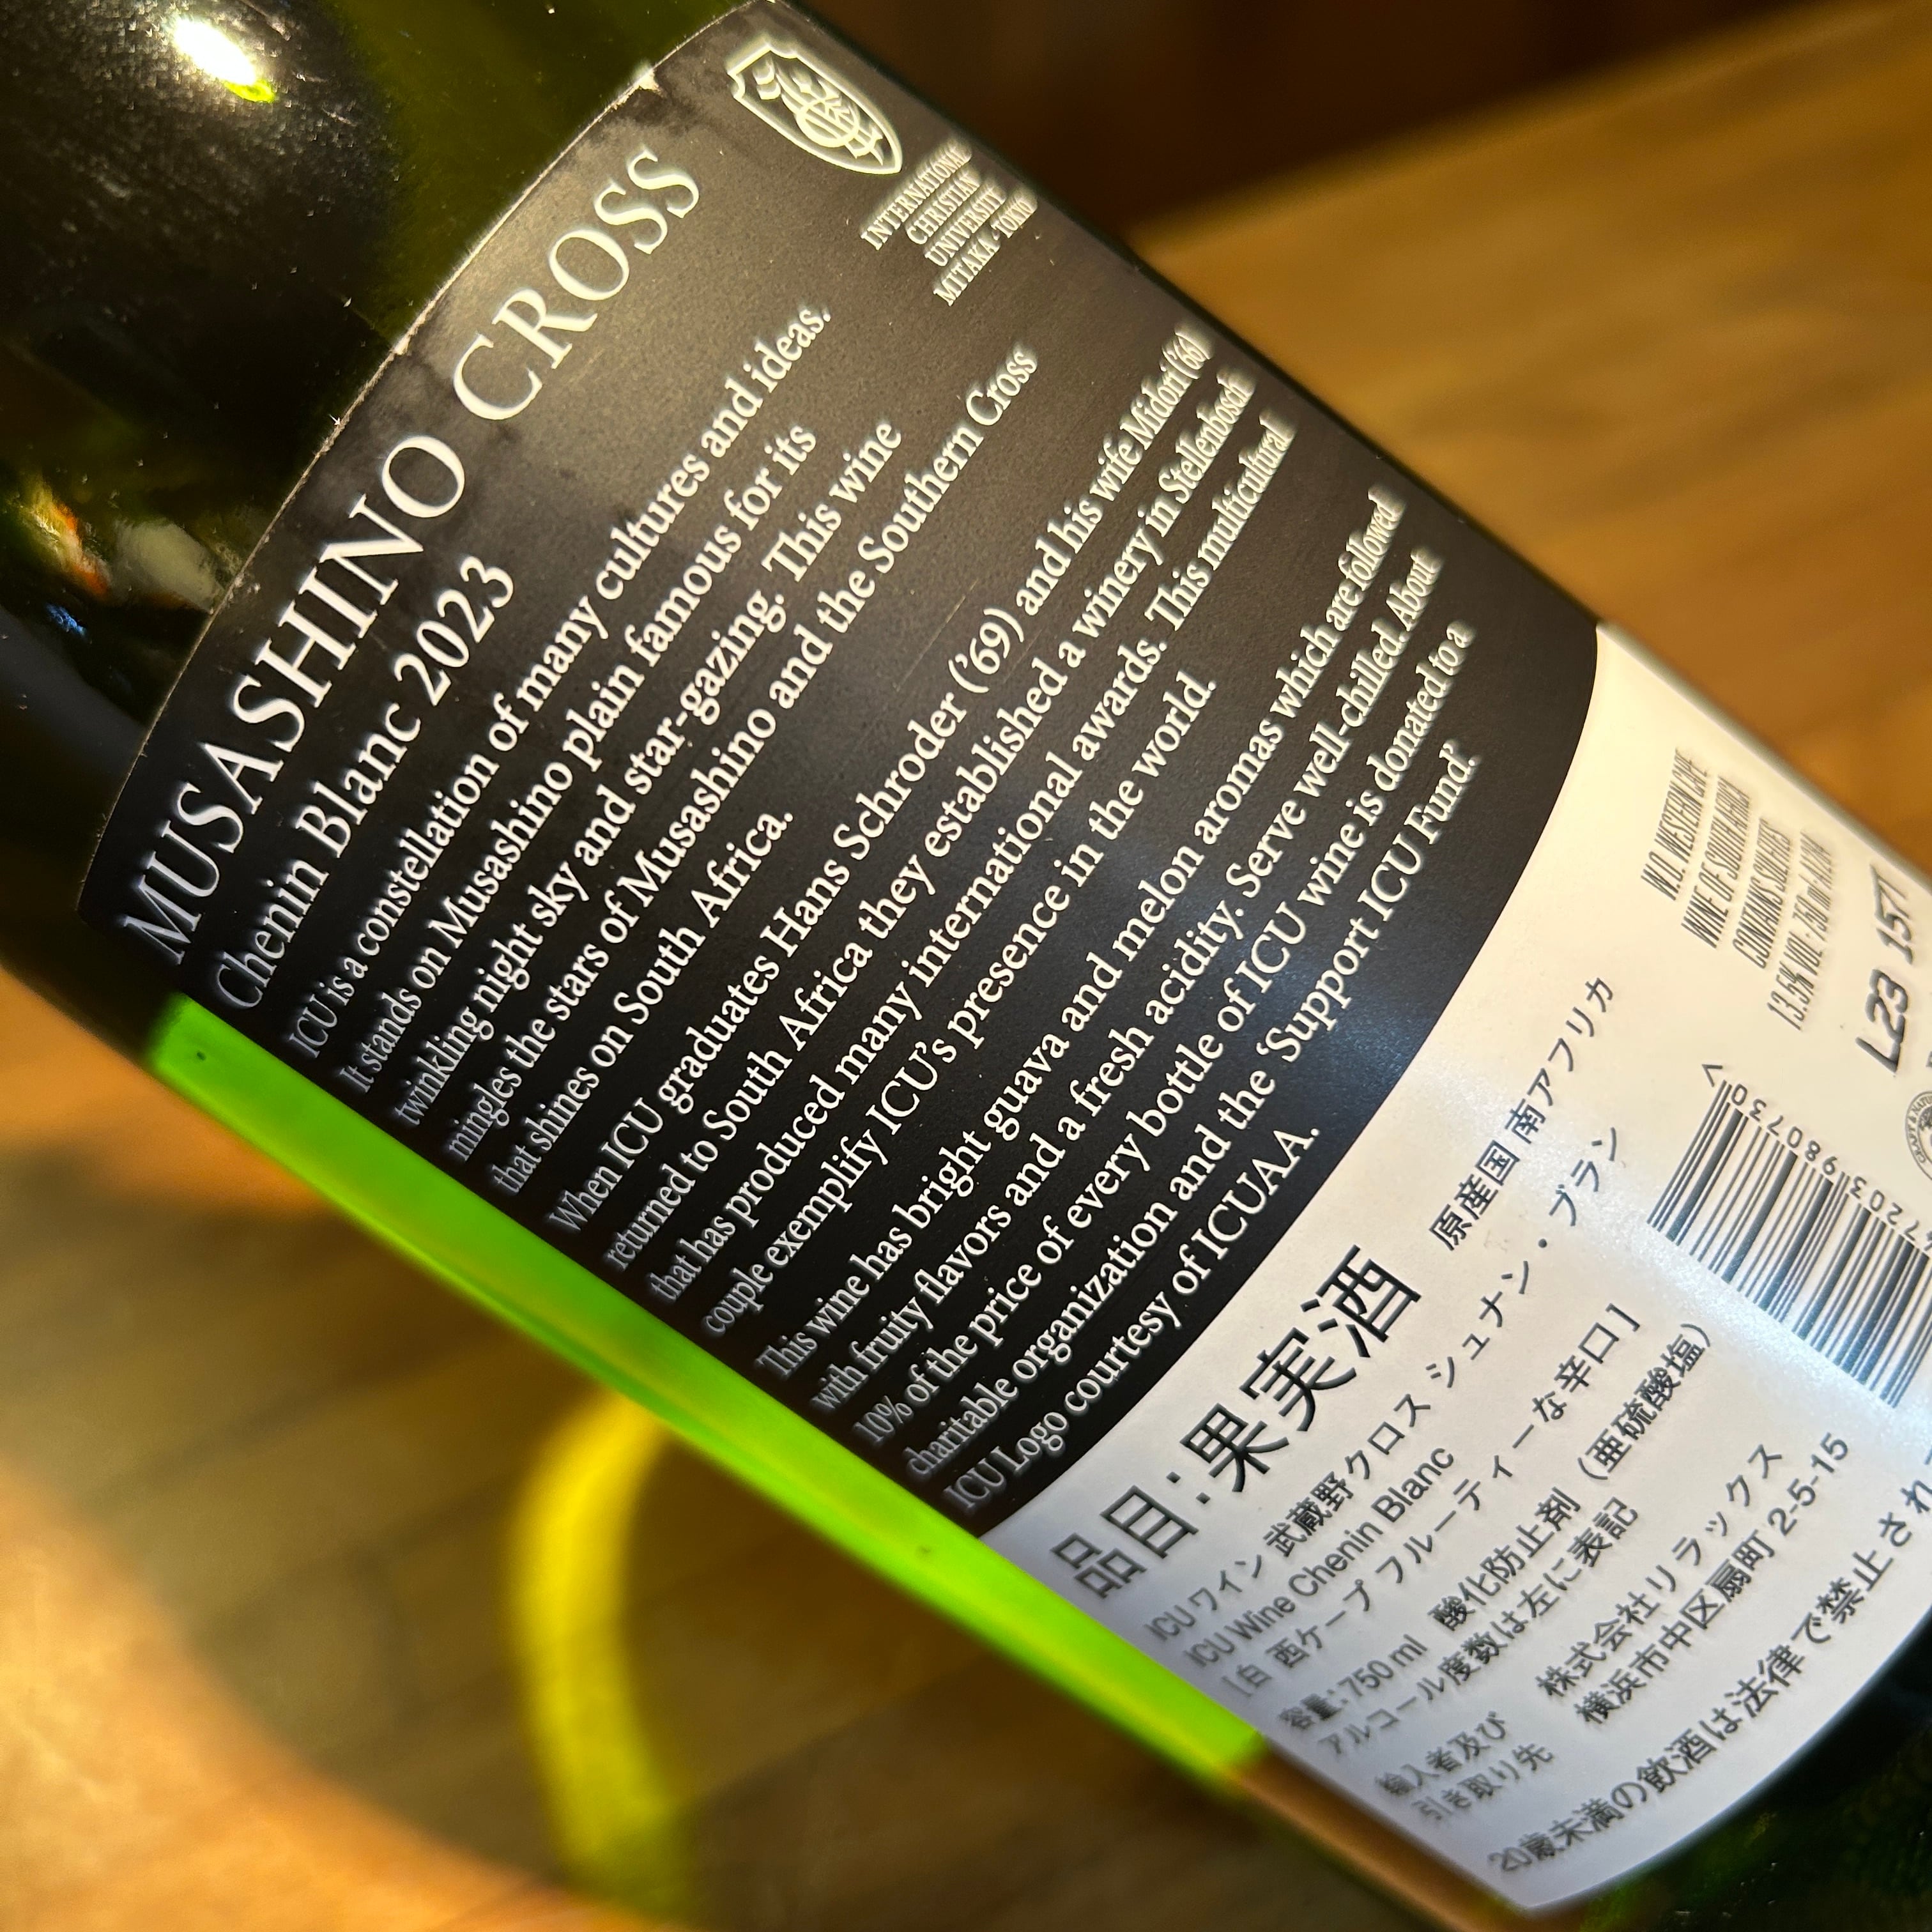 INTERNATIONAL
CHRISTIAN
UNIVERSITY
MITAKA · TOKYO
MUSASHINO CROSS
Chenin Blanc 2023
ICU is a constellation of many cultures and ideas.
It stands on Musashino plain famous for its
twinkling night sky and star-gazing. This wine
mingles the stars of Musashino and the Southern Cross
that shines on South Africa.
When ICU graduates Hans Schroder ('69) and his wife Midori ('66)
returned to South Africa they established a winery in Stellenbosch
that has produced many international awards. This multicultural
couple exemplify ICU's presence in the world.
This wine has bright guava and melon aromas which are followed
with fruity flavors and a fresh acidity. Serve well-chilled. About
10% of the price of every bottle of ICU wine is donated to a
charitable organization and the 'Support ICU Fund'.
ICU Logo courtesy of ICUAA.
W.O. WESTERN CAPE
WINE OF SOUTH AFRICA
CONTAINS SULFITES
13.5% VOL · 750 ml
L23 157
品目:果実酒
原産国 南アフリカ
ICU ワイン 武蔵野クロス シュナン・ブラン
ICU Wine Chenin Blanc
[白 西ケープ フルーティーな辛口]
容量:750 ml 酸化防止剤 (亜硫酸塩)
アルコール度数は左に表記
輸入者及び 株式会社リラックス
引き取り先 横浜市中区扇町 2-5-15
20歳未満の飲酒は法律で禁止され
7203980730